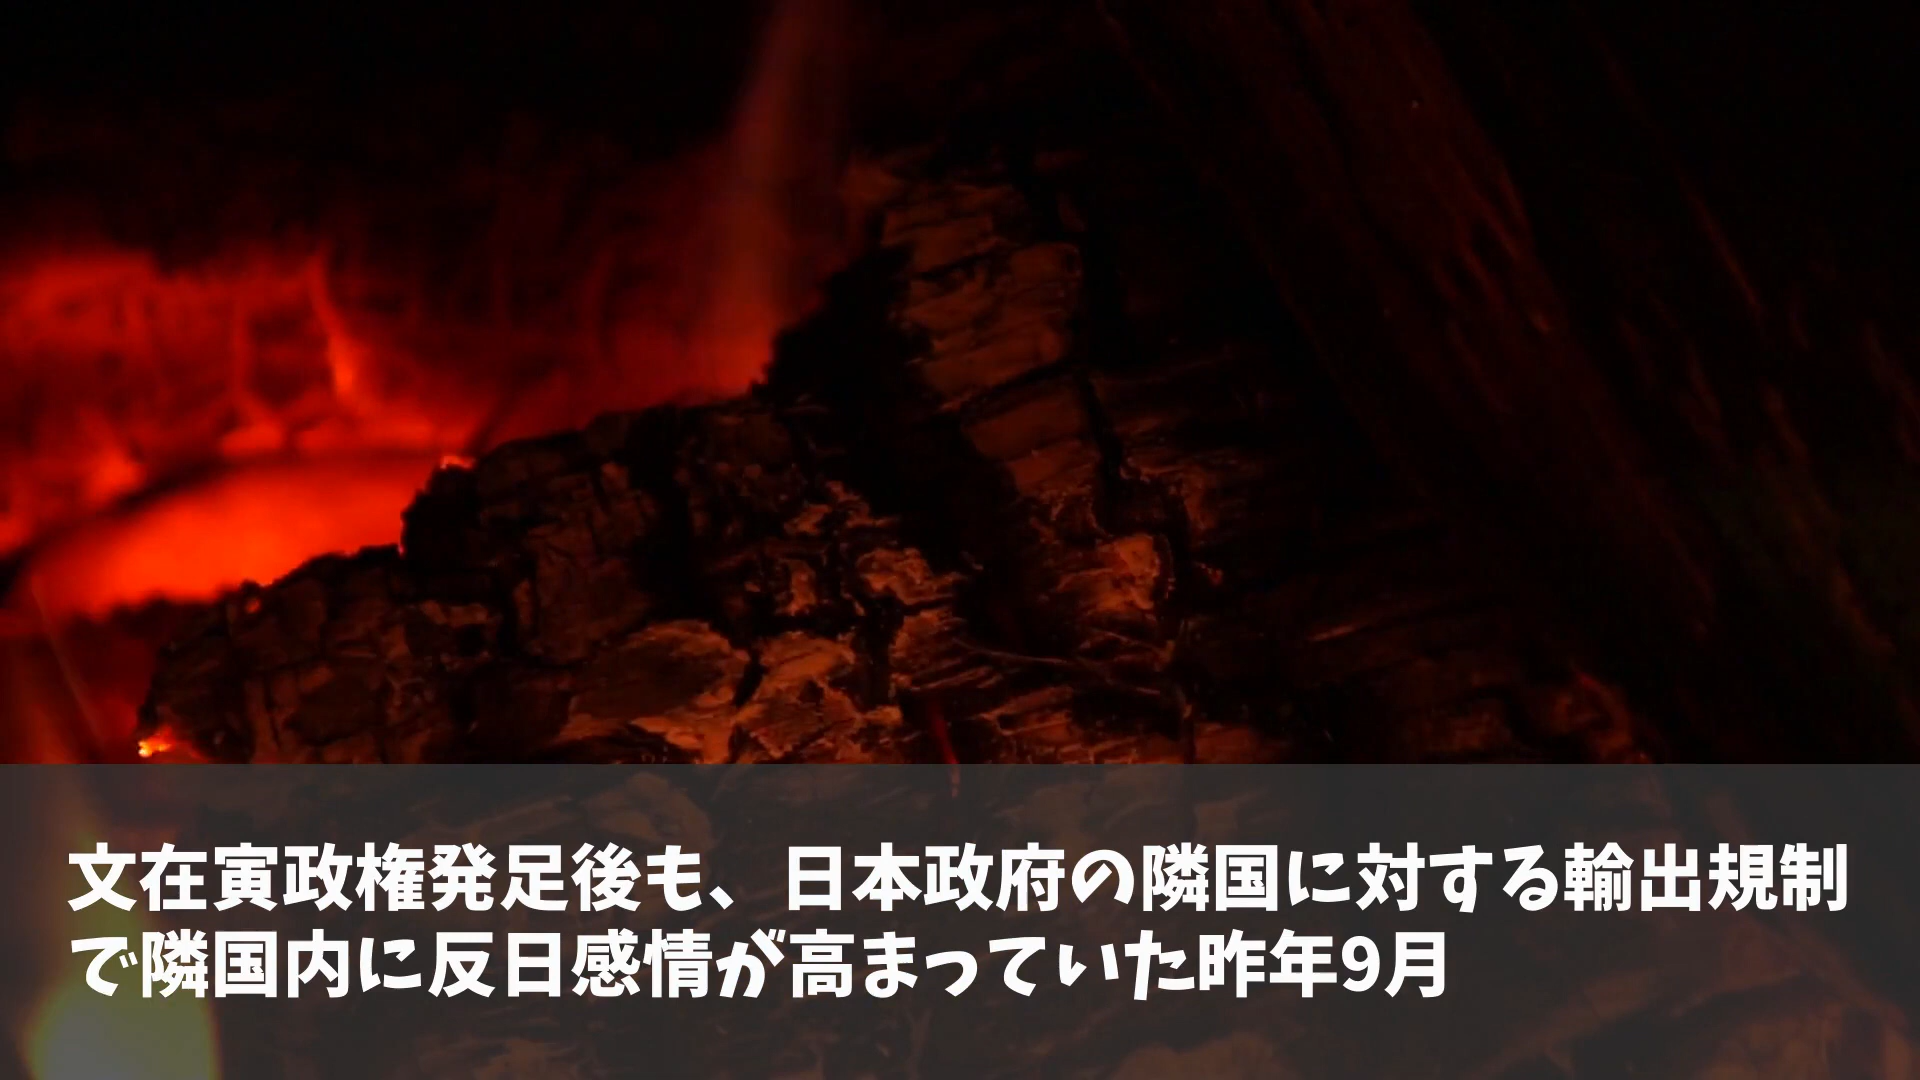 文在寅政権発足後も、日本政府の隣国に対する輸出規制
で隣国内に反日感情が高まっていた昨年9月